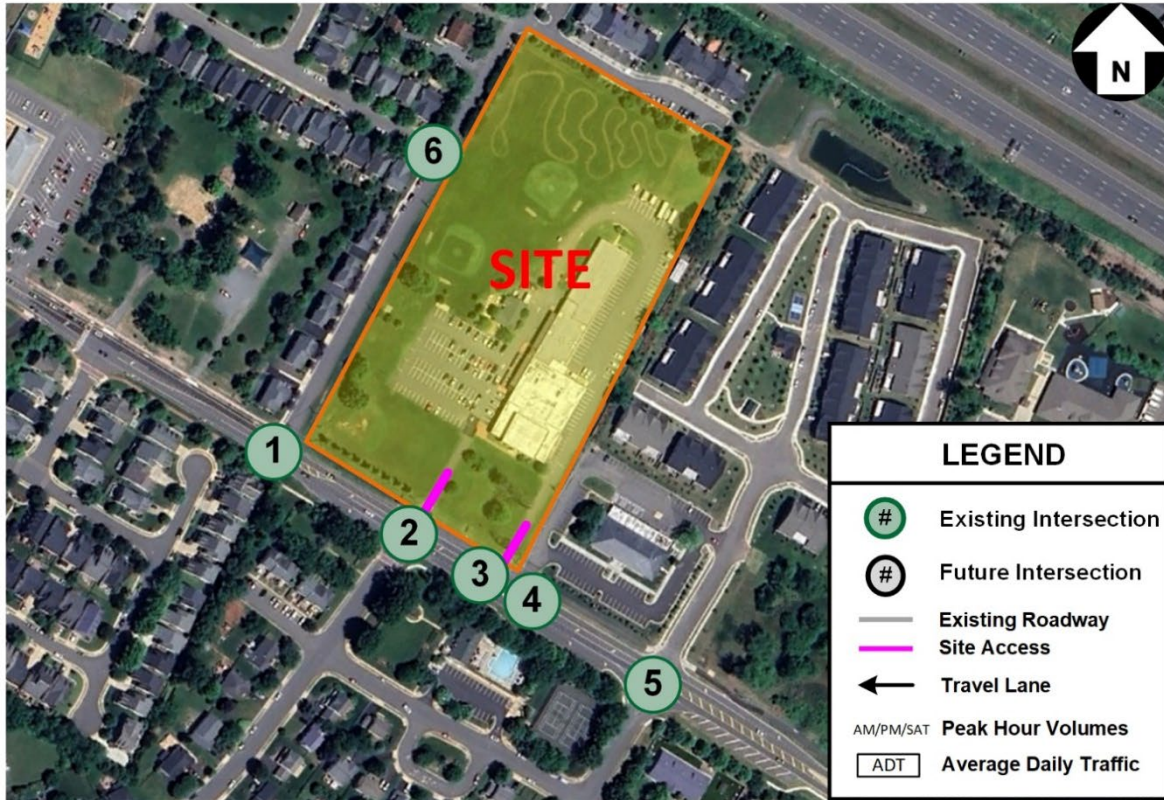 N
6
SITE
1
2
3
4
5
LEGEND
# Existing Intersection
# Future Intersection
Existing Roadway
Site Access
Travel Lane
AM/PM/SAT Peak Hour Volumes
ADT Average Daily Traffic